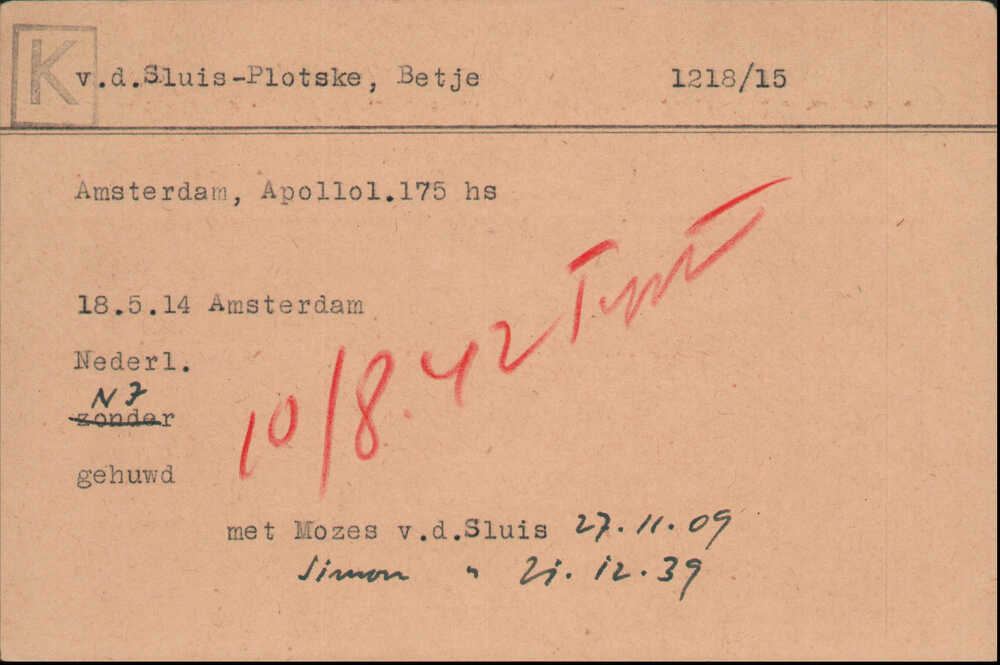 K
v.d.Sluis-Plotske, Betje 1218/15
Amsterdam, Apollol.175 hs
18.5.14 Amsterdam
Nederl.
N 7
zonder
gehuwd
10/8.42
met Mozes v.d.Sluis 27.11.09
Simon " 21.12.39